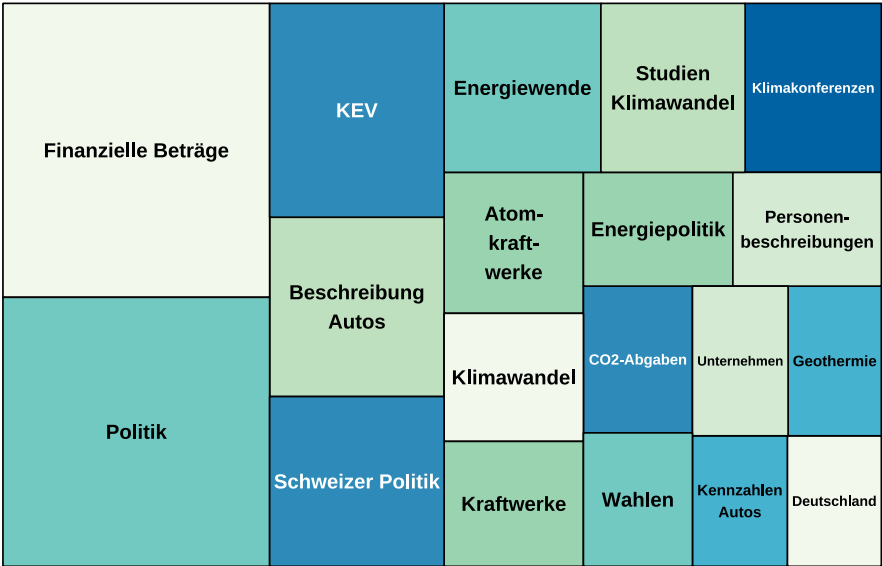 Finanzielle Beträge
Politik
KEV
Beschreibung
Autos
Schweizer Politik
Energiewende
Studien
Klimawandel
Klimakonferenzen
Atom-
kraft-
werke
Energiepolitik
Personen-
beschreibungen
Klimawandel
CO2-Abgaben
Unternehmen
Geothermie
Kraftwerke
Wahlen
Kennzahlen
Autos
Deutschland